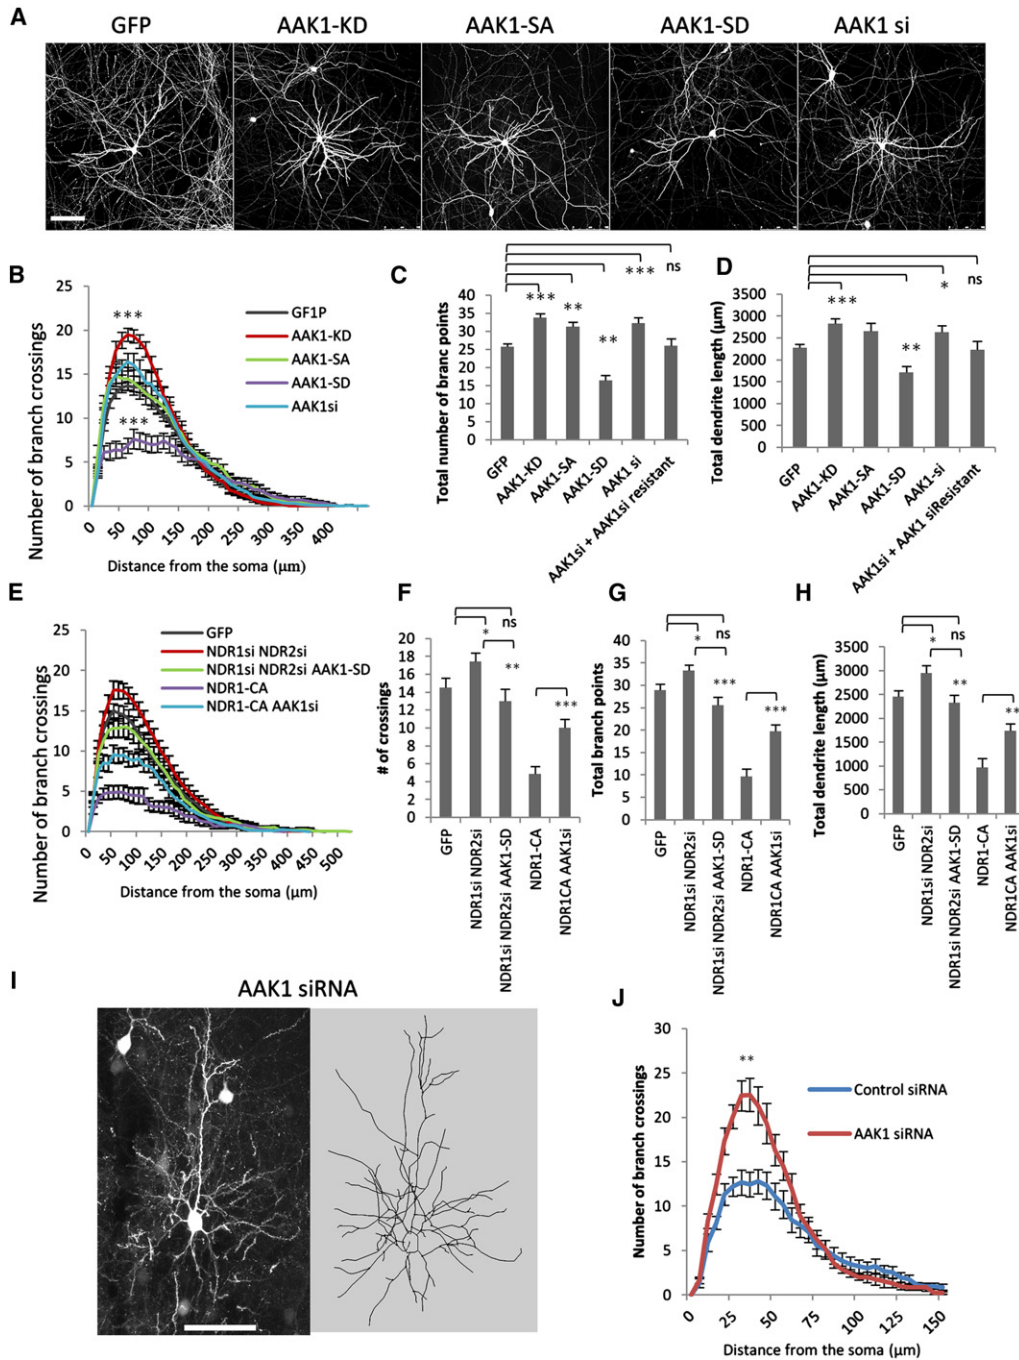 A
GFP
AAK1-KD
AAK1-SA
AAK1-SD
AAK1 si
B
Number of branch crossings
25
20
15
10
5
0
***
***
GF1P
AAK1-KD
AAK1-SA
AAK1-SD
AAK1si
0
50
100
150
200
250
300
350
400
Distance from the soma (μm)
C
Total number of branc points
40
35
30
25
20
15
10
5
0
***
**
**
***
ns
GFP
AAK1-KD
AAK1-SA
AAK1-SD
AAK1 si
AAK1si + AAK1si resistant
D
Total dendrite length (μm)
3500
3000
2500
2000
1500
1000
500
0
***
**
*
ns
GFP
AAK1-KD
AAK1-SA
AAK1-SD
AAK1-si
AAK1si + AAK1 siResistant
E
Number of branch crossings
25
20
15
10
5
0
GFP
NDR1si NDR2si
NDR1si NDR2si AAK1-SD
NDR1-CA
NDR1-CA AAK1si
0
50
100
150
200
250
300
350
400
450
500
Distance from the soma (μm)
F
# of crossings
20
18
16
14
12
10
8
6
4
2
0
ns
*
**
***
GFP
NDR1si NDR2si
NDR1si NDR2si AAK1-SD
NDR1-CA
NDR1CA AAK1si
G
Total branch points
40
35
30
25
20
15
10
5
0
ns
*
***
***
GFP
NDR1si NDR2si
NDR1si NDR2si AAK1-SD
NDR1-CA
NDR1CA AAK1si
H
Total dendrite length (μm)
3500
3000
2500
2000
1500
1000
500
0
ns
*
**
**
GFP
NDR1si NDR2si
NDR1si NDR2si AAK1-SD
NDR1-CA
NDR1CA AAK1si
I
AAK1 siRNA
J
Number of branch crossings
30
25
20
15
10
5
0
**
Control siRNA
AAK1 siRNA
0
25
50
75
100
125
150
Distance from the soma (μm)